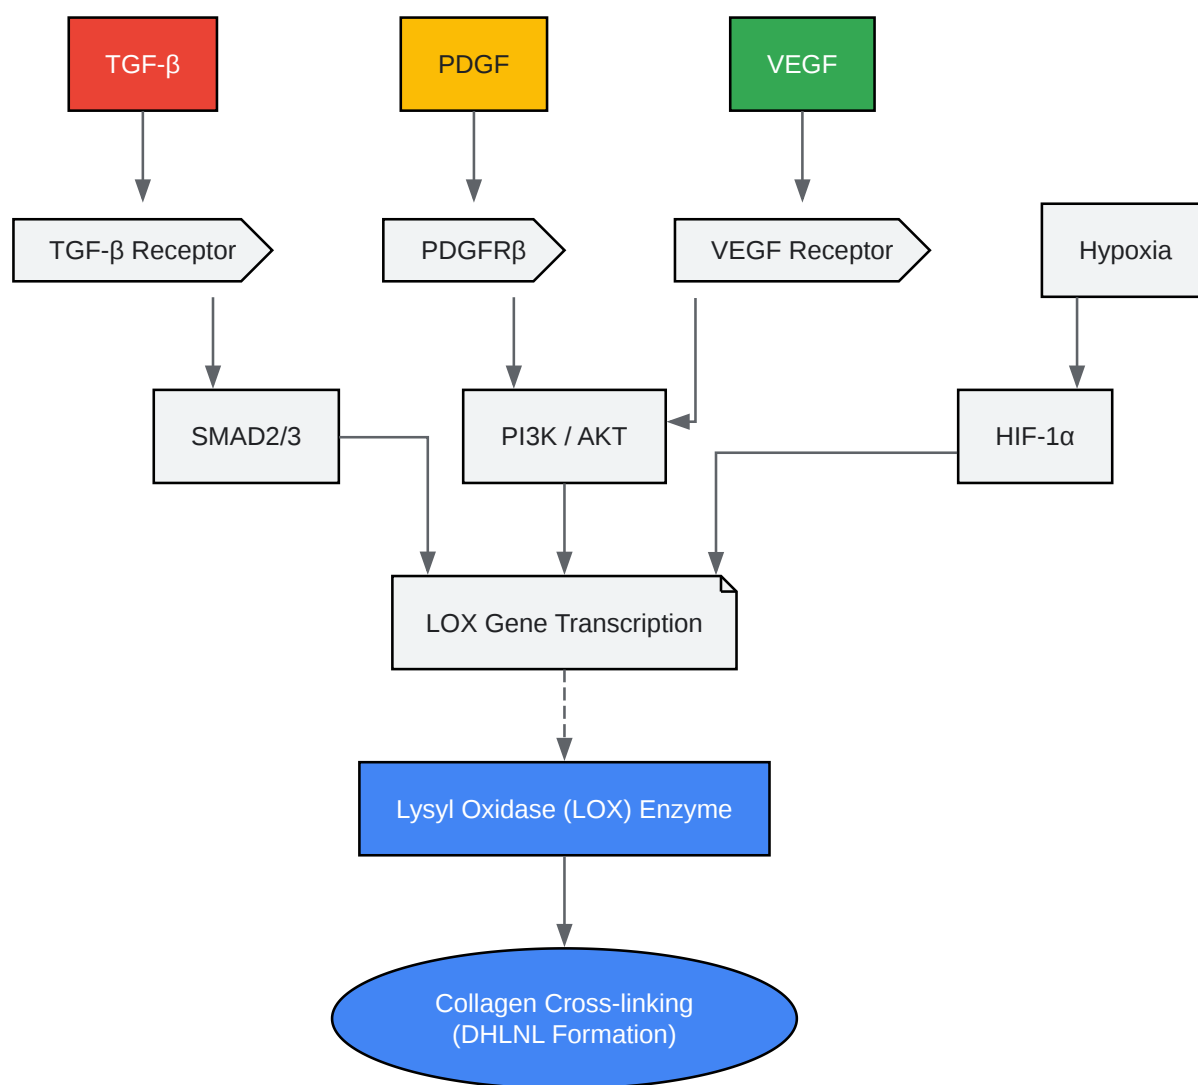 TGF-β
PDGF
VEGF
TGF-β Receptor
PDGFRβ
VEGF Receptor
Hypoxia
SMAD2/3
PI3K / AKT
HIF-1α
LOX Gene Transcription
Lysyl Oxidase (LOX) Enzyme
Collagen Cross-linking
(DHLNL Formation)